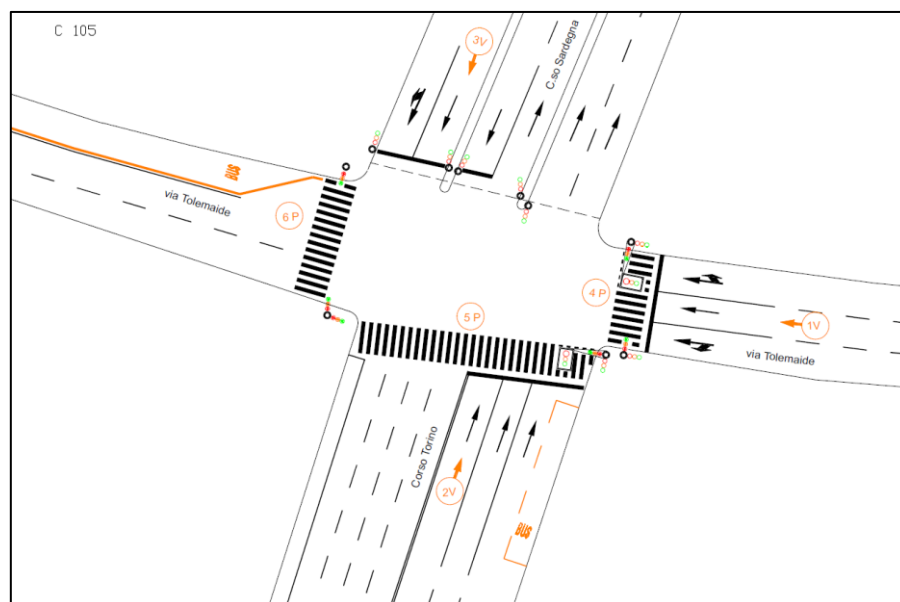 C 105
3V
C.so Sardegna
BUS
via Tolemaide
6 P
4 P
5 P
1V
via Tolemaide
Corso Torino
2V
BUS